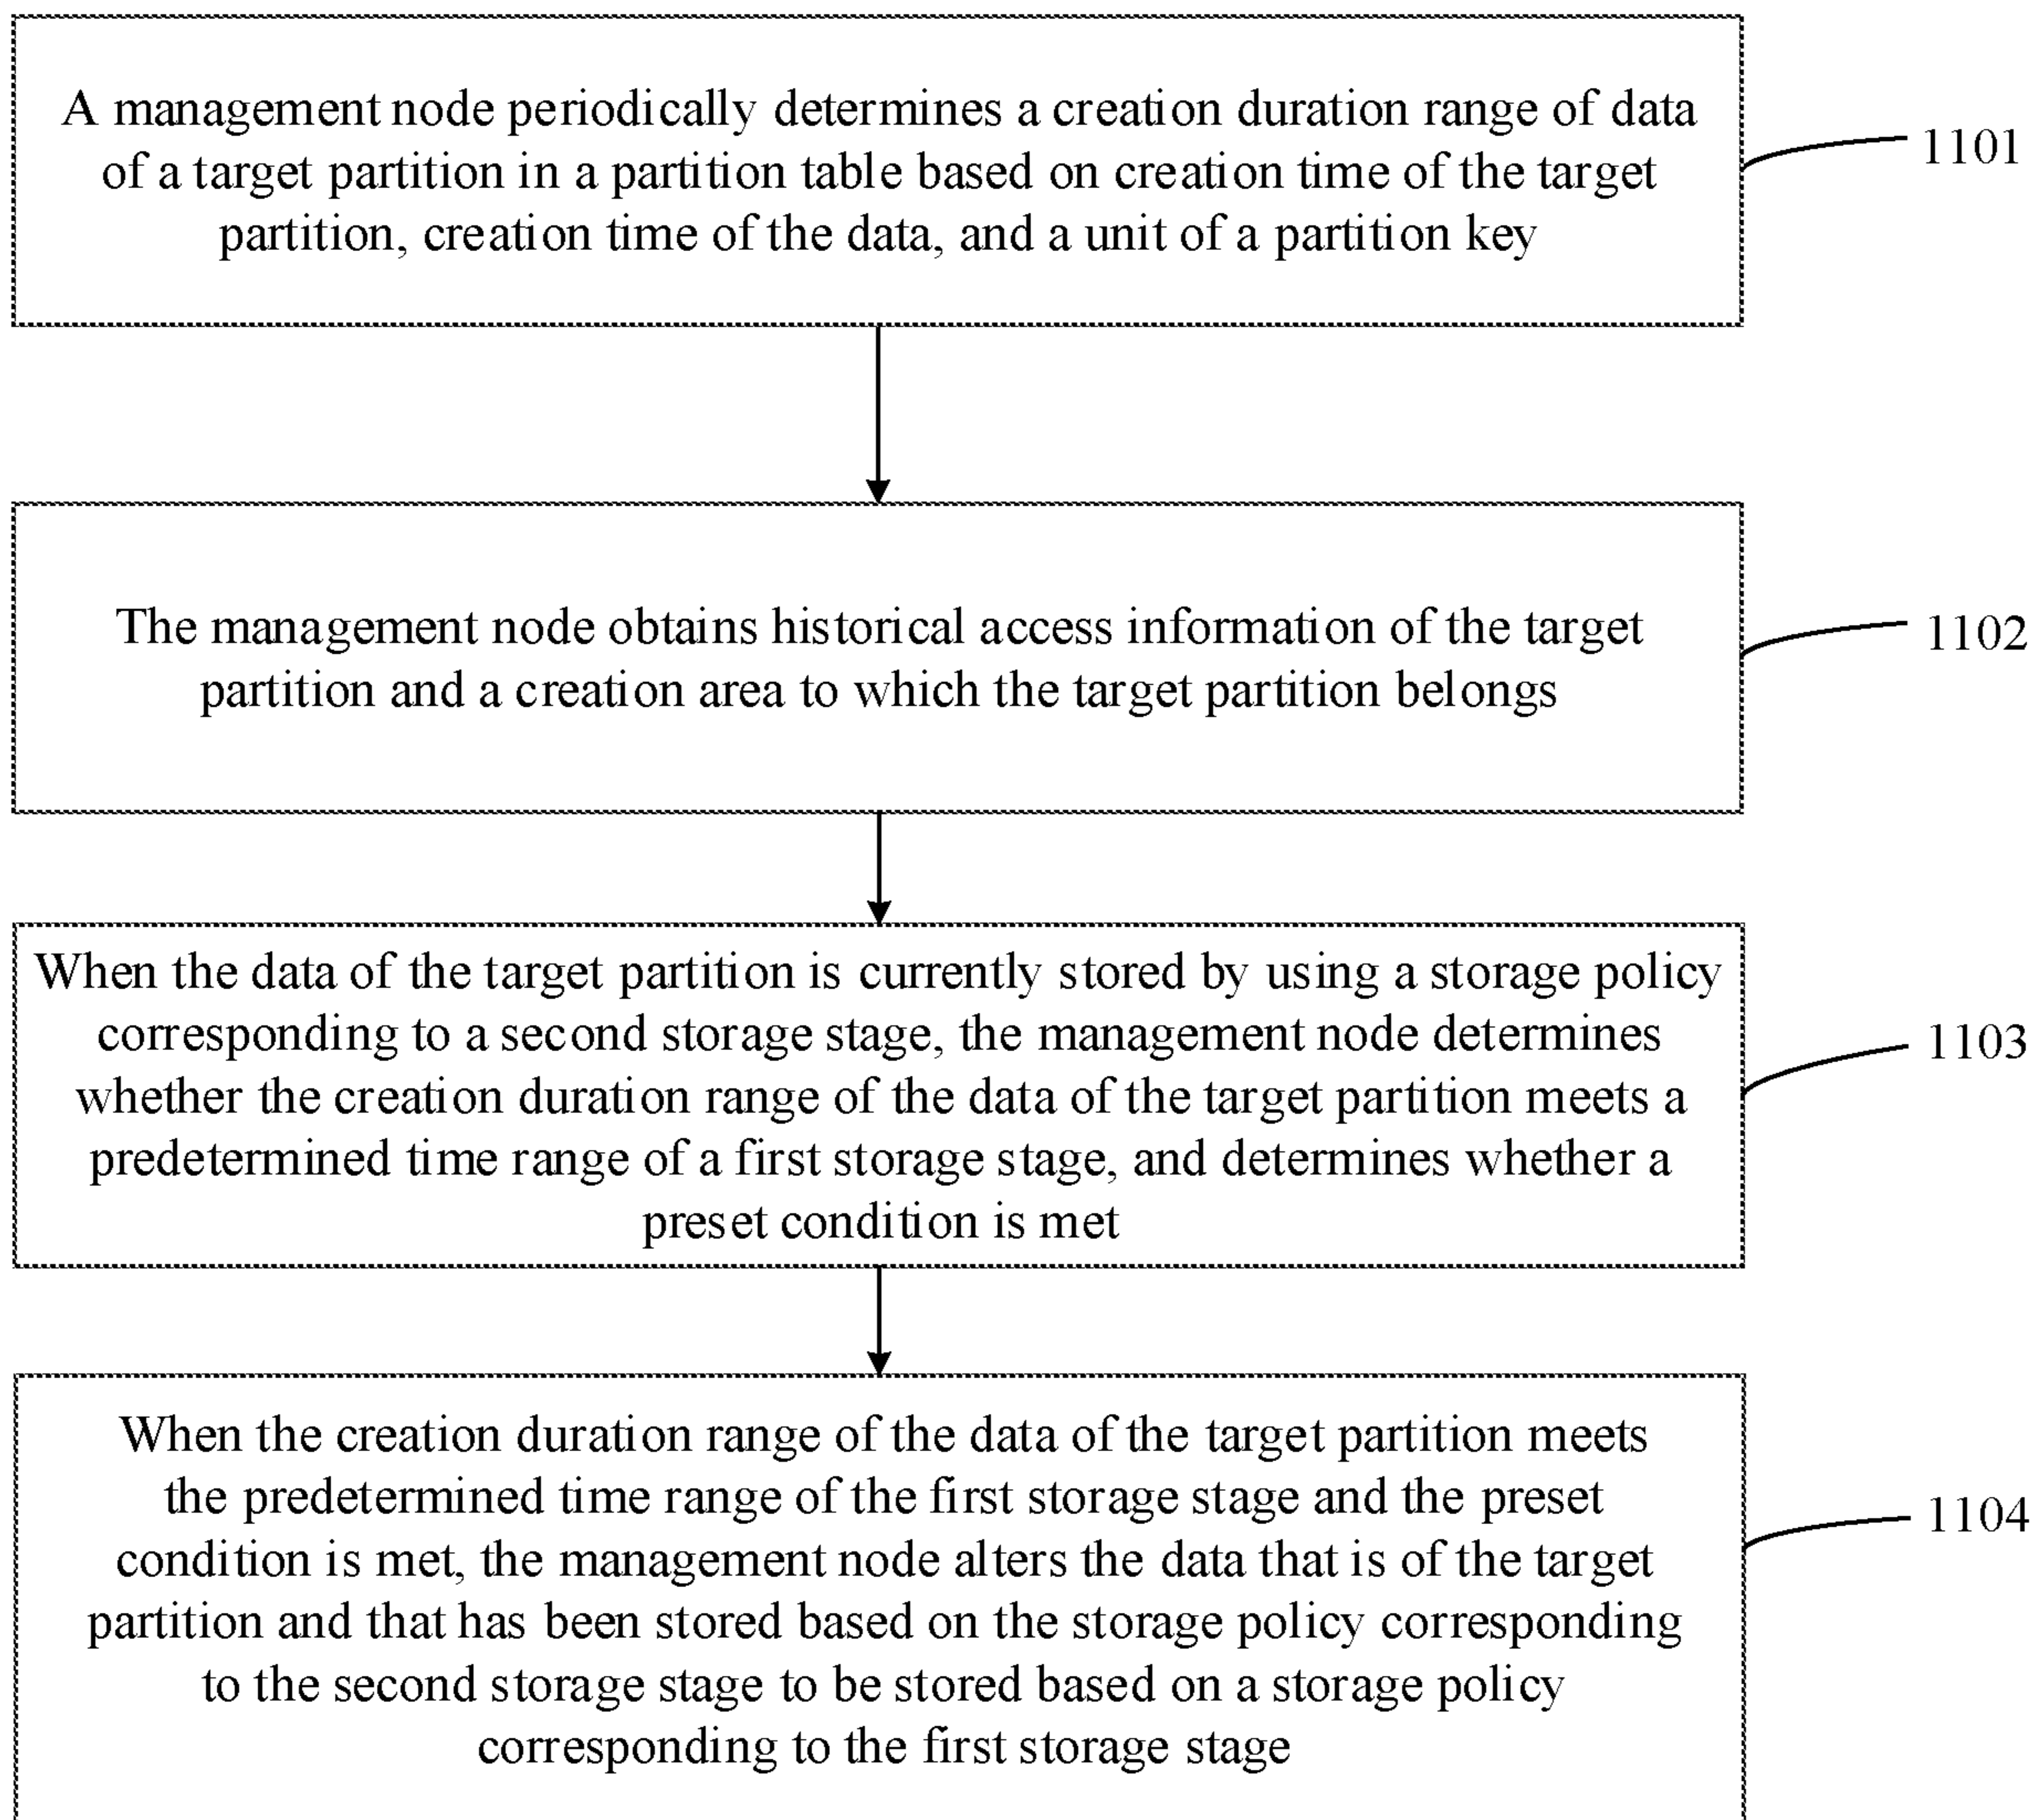 A management node periodically determines a creation duration range of data
of a target partition in a partition table based on creation time of the target
partition, creation time of the data, and a unit of a partition key
1101
The management node obtains historical access information of the target
partition and a creation area to which the target partition belongs
1102
When the data of the target partition is currently stored by using a storage policy
corresponding to a second storage stage, the management node determines
whether the creation duration range of the data of the target partition meets a
predetermined time range of a first storage stage, and determines whether a
preset condition is met
1103
When the creation duration range of the data of the target partition meets
the predetermined time range of the first storage stage and the preset
condition is met, the management node alters the data that is of the target
partition and that has been stored based on the storage policy corresponding
to the second storage stage to be stored based on a storage policy
corresponding to the first storage stage
1104